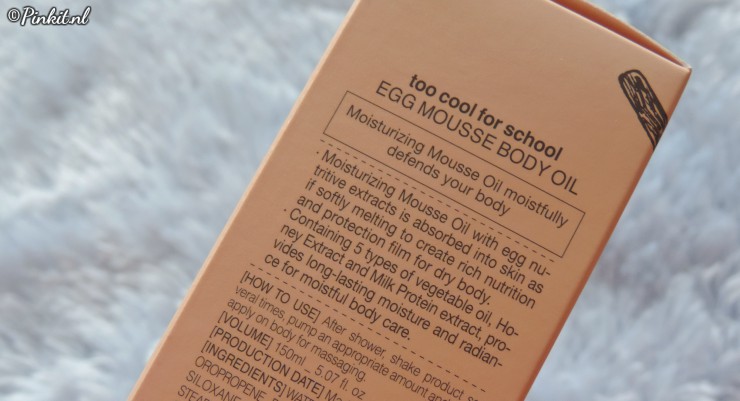 ©Pinkit.nl
too cool for school
EGG MOUSSE BODY OIL
Moisturizing Mousse Oil moistfully
defends your body
· Moisturizing Mousse Oil with egg nu-
tritive extracts is absorbed into skin as
if softly melting to create rich nutrition
and protection film for dry body.
· Containing 5 types of vegetable oil, Ho-
ney Extract and Milk Protein extract, pro-
vides long-lasting moisture and radian-
ce for moistful body care.
[HOW TO USE] After shower, shake product
veral times, pump an appropriate amount and
apply on body for massaging.
[VOLUME] 150ml 5.07 fl. oz
[PRODUCTION DATE]
[INGREDIENTS]
OROPROPENE,
SILOXANE